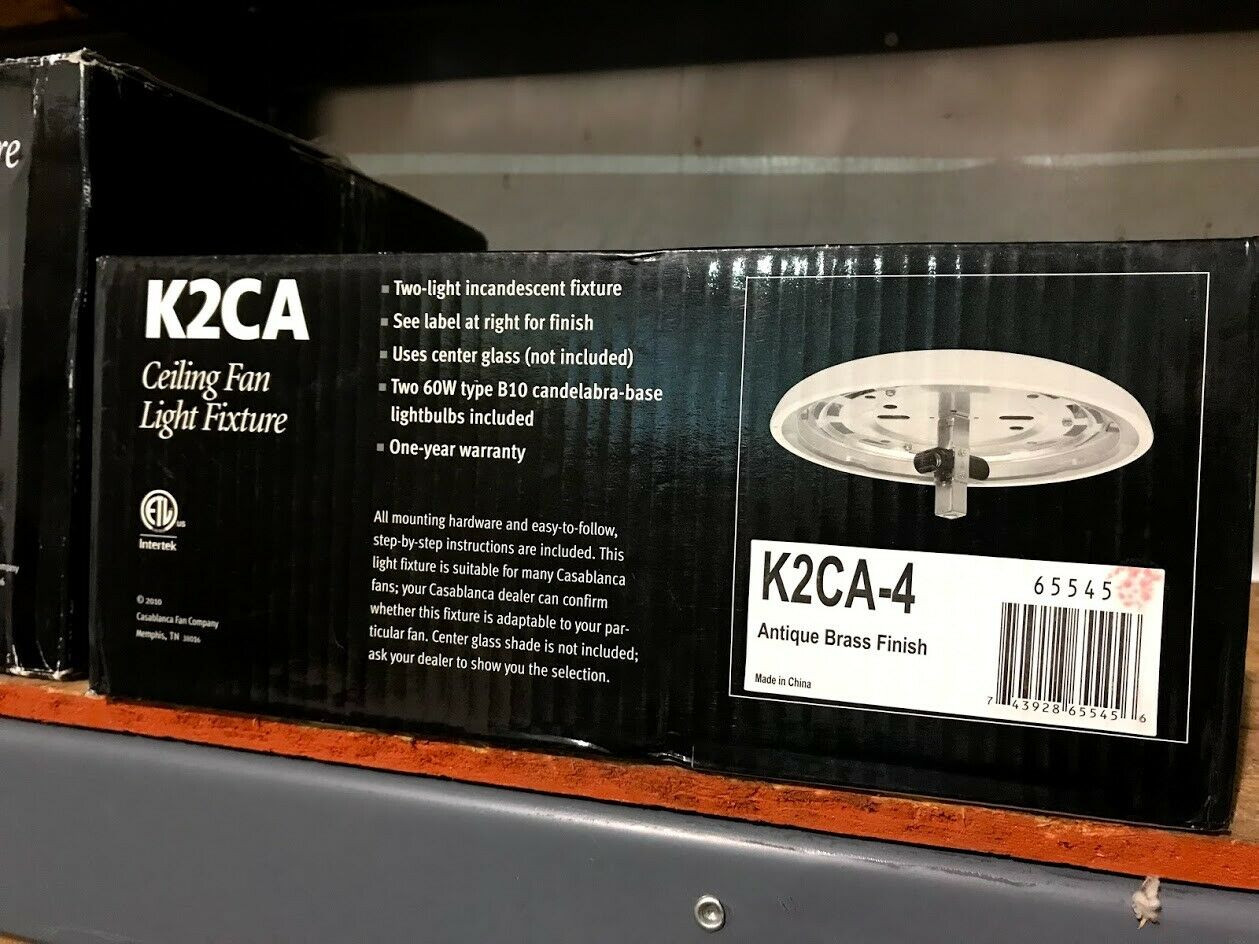 re
K2CA
Ceiling Fan
Light Fixture
ETL
US
Intertek
© 2010
Casablanca Fan Company
Memphis, TN 38016
▪ Two-light incandescent fixture
▪ See label at right for finish
▪ Uses center glass (not included)
▪ Two 60W type B10 candelabra-base
lightbulbs included
▪ One-year warranty
All mounting hardware and easy-to-follow,
step-by-step instructions are included. This
light fixture is suitable for many Casablanca
fans; your Casablanca dealer can confirm
whether this fixture is adaptable to your par-
ticular fan. Center glass shade is not included;
ask your dealer to show you the selection.
K2CA-4
65545
Antique Brass Finish
Made in China
7 43928 65545 6